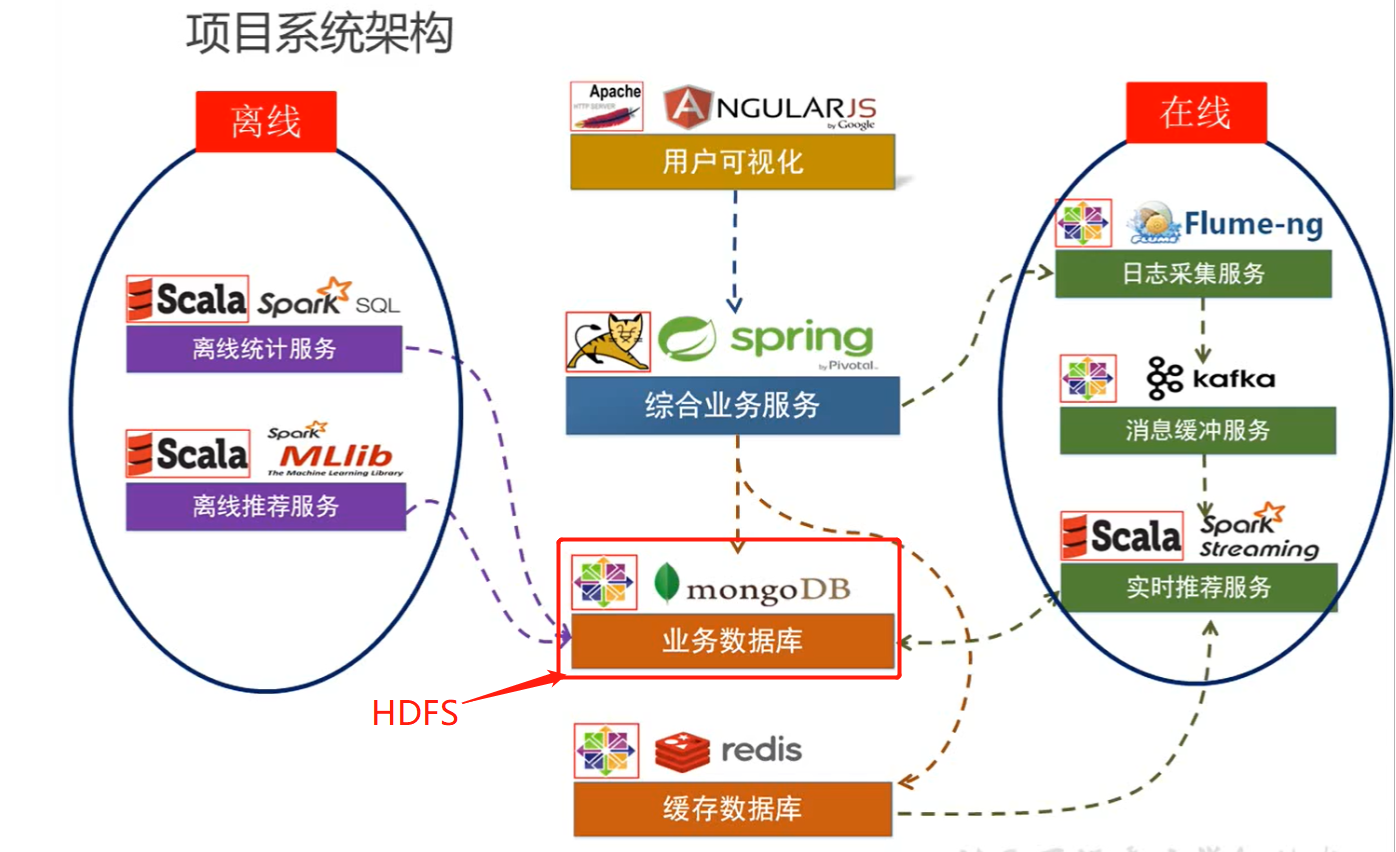 项目系统架构
离线
Apache
HTTP SERVER
ANGULARJS
by Google
用户可视化
在线
Flume-ng
FLUME
日志采集服务
Scala Spark SQL
离线统计服务
spring
by Pivotal
综合业务服务
kafka
消息缓冲服务
Scala Spark MLlib
The Machine Learning Library
离线推荐服务
Scala Spark Streaming
实时推荐服务
mongoDB
业务数据库
HDFS
redis
缓存数据库